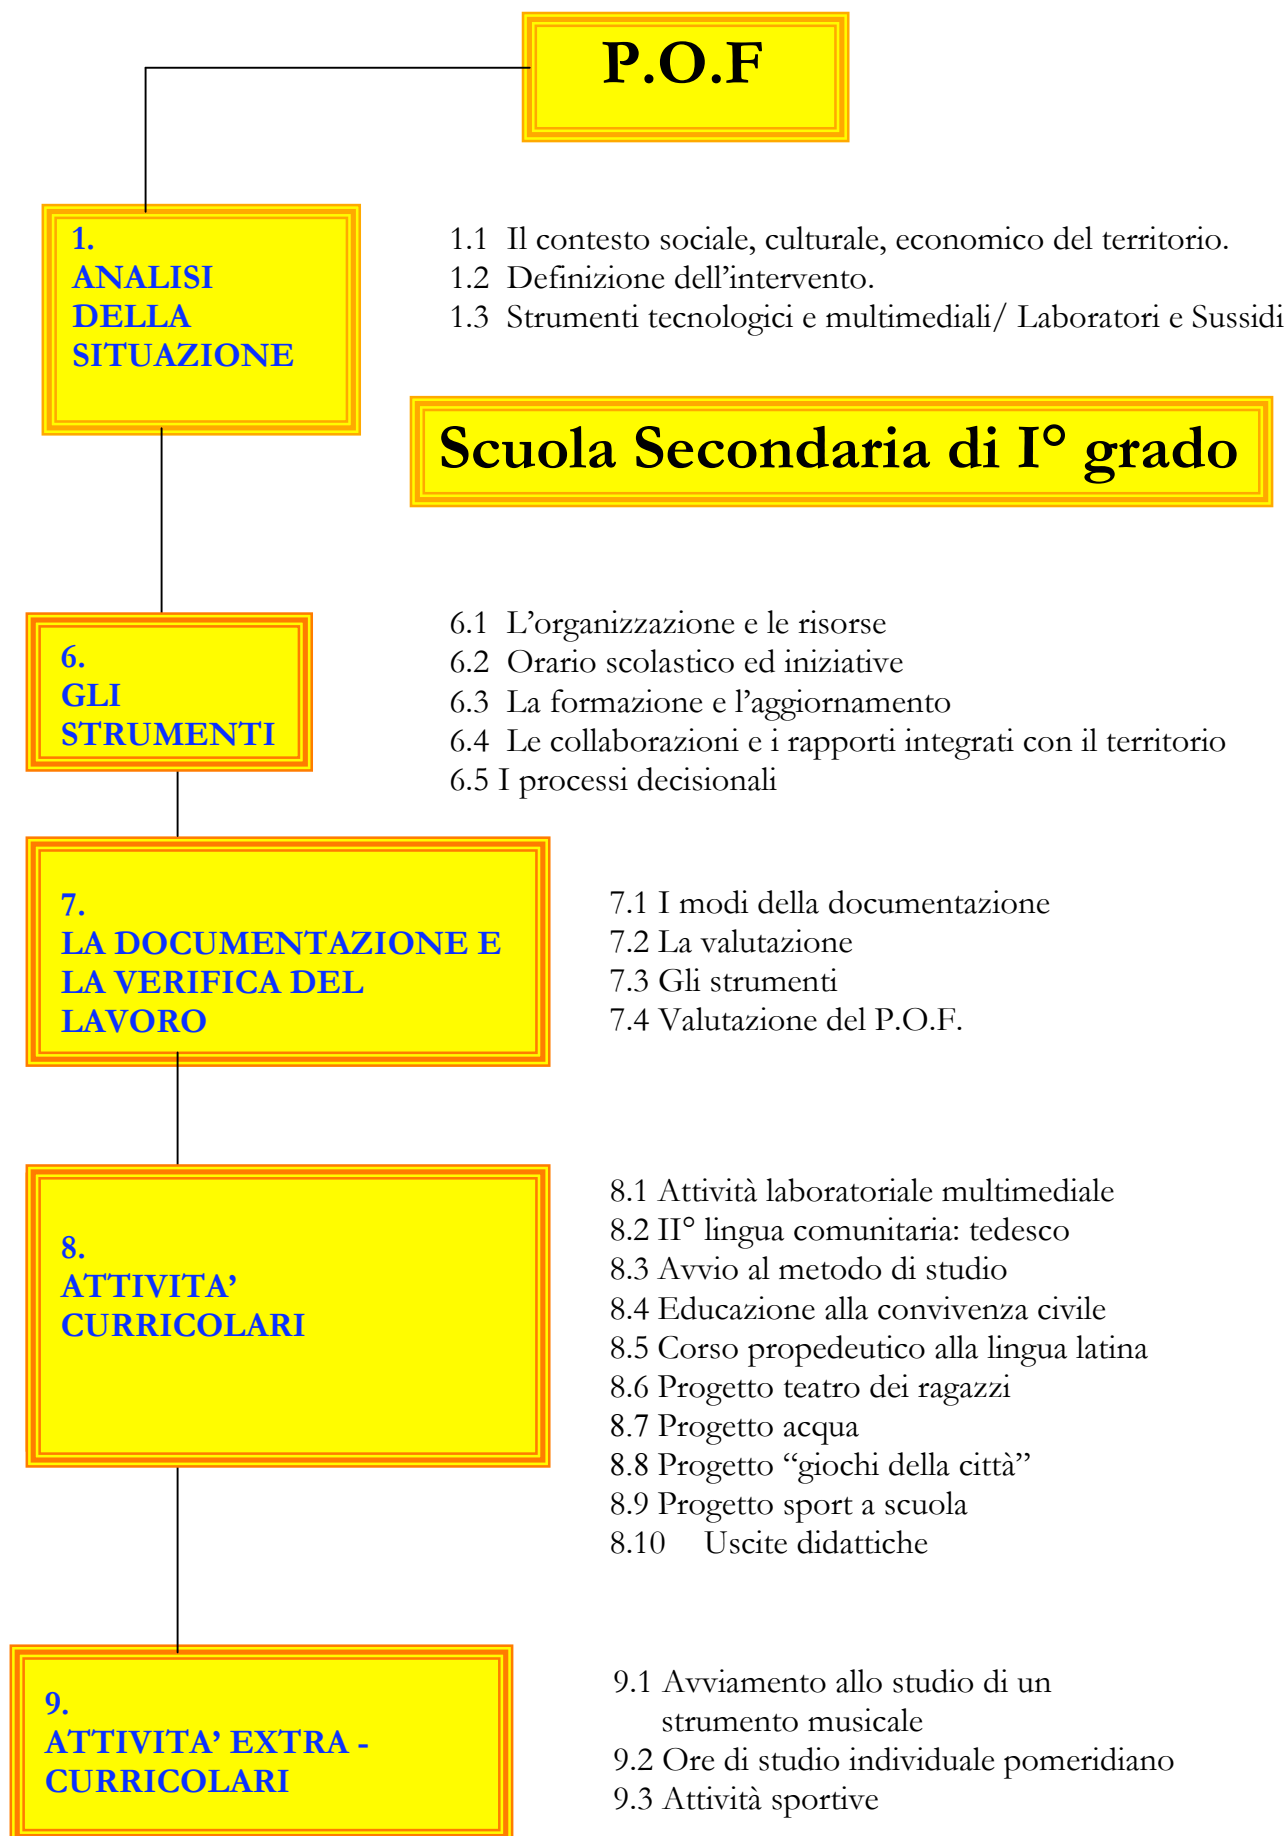 P.O.F
1.
ANALISI
DELLA
SITUAZIONE
1.1 Il contesto sociale, culturale, economico del territorio.
1.2 Definizione dell’intervento.
1.3 Strumenti tecnologici e multimediali/ Laboratori e Sussidi
Scuola Secondaria di I° grado
6.
GLI
STRUMENTI
6.1 L’organizzazione e le risorse
6.2 Orario scolastico ed iniziative
6.3 La formazione e l’aggiornamento
6.4 Le collaborazioni e i rapporti integrati con il territorio
6.5 I processi decisionali
7.
LA DOCUMENTAZIONE E
LA VERIFICA DEL
LAVORO
7.1 I modi della documentazione
7.2 La valutazione
7.3 Gli strumenti
7.4 Valutazione del P.O.F.
8.
ATTIVITA’
CURRICOLARI
8.1 Attività laboratoriale multimediale
8.2 II° lingua comunitaria: tedesco
8.3 Avvio al metodo di studio
8.4 Educazione alla convivenza civile
8.5 Corso propedeutico alla lingua latina
8.6 Progetto teatro dei ragazzi
8.7 Progetto acqua
8.8 Progetto “giochi della città”
8.9 Progetto sport a scuola
8.10 Uscite didattiche
9.
ATTIVITA’ EXTRA -
CURRICOLARI
9.1 Avviamento allo studio di un
strumento musicale
9.2 Ore di studio individuale pomeridiano
9.3 Attività sportive